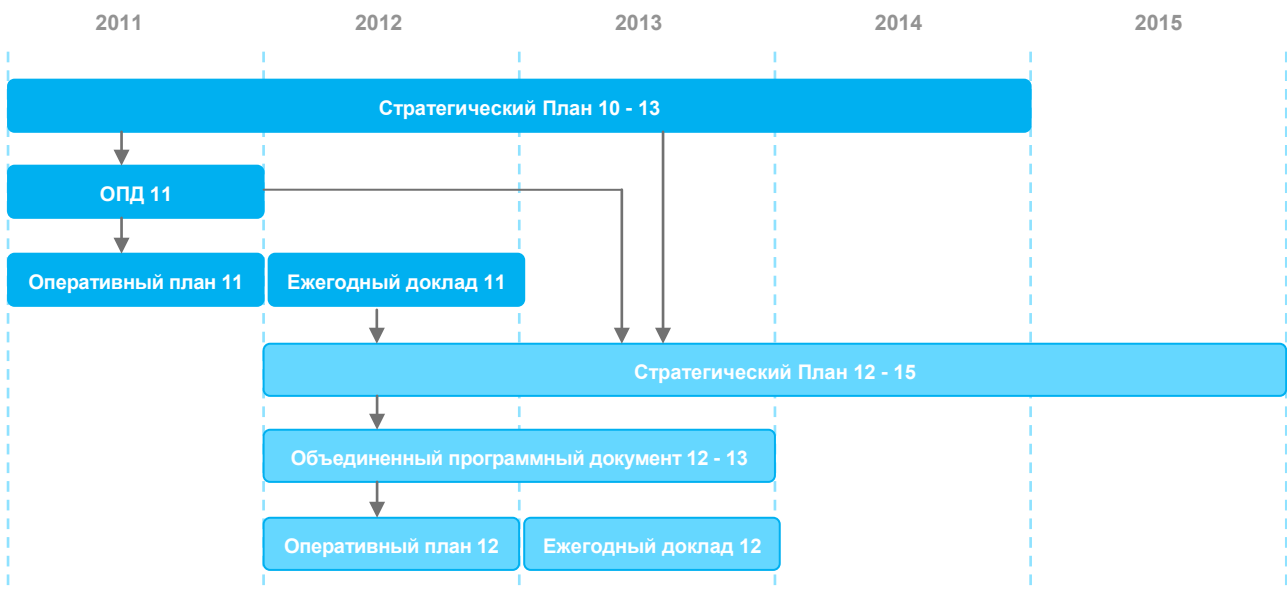 2011 2012 2013 2014 2015
Стратегический План 10 - 13
ОПД 11
Оперативный план 11 Ежегодный доклад 11
Стратегический План 12 - 15
Объединенный программный документ 12 - 13
Оперативный план 12 Ежегодный доклад 12